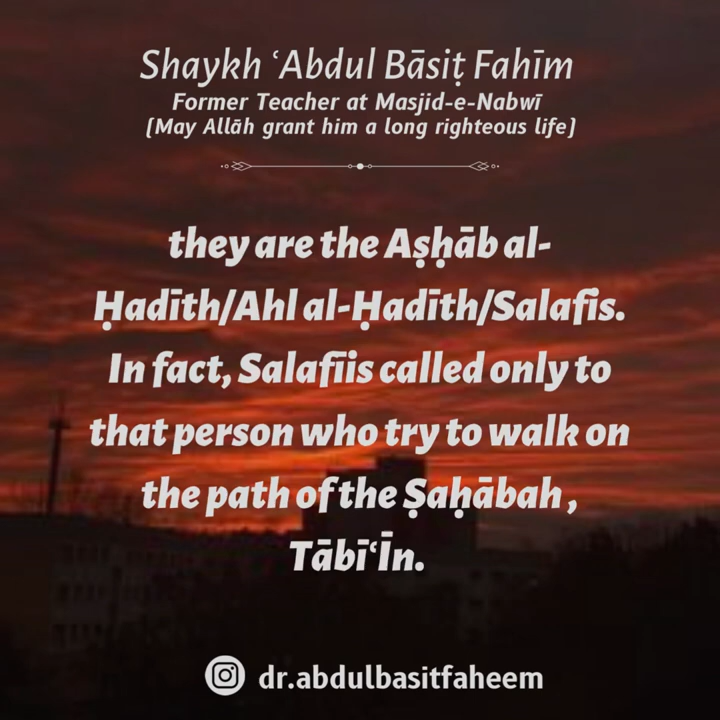 Shaykh ʿAbdul Bāsiṭ Fahīm
Former Teacher at Masjid-e-Nabwī
[May Allāh grant him a long righteous life]
they are the Aṣḥāb al-
Ḥadīth/Ahl al-Ḥadīth/Salafis.
In fact, Salafīis called only to
that person who try to walk on
the path of the Ṣaḥābah ,
TābīʿĪn.
dr.abdulbasitfaheem